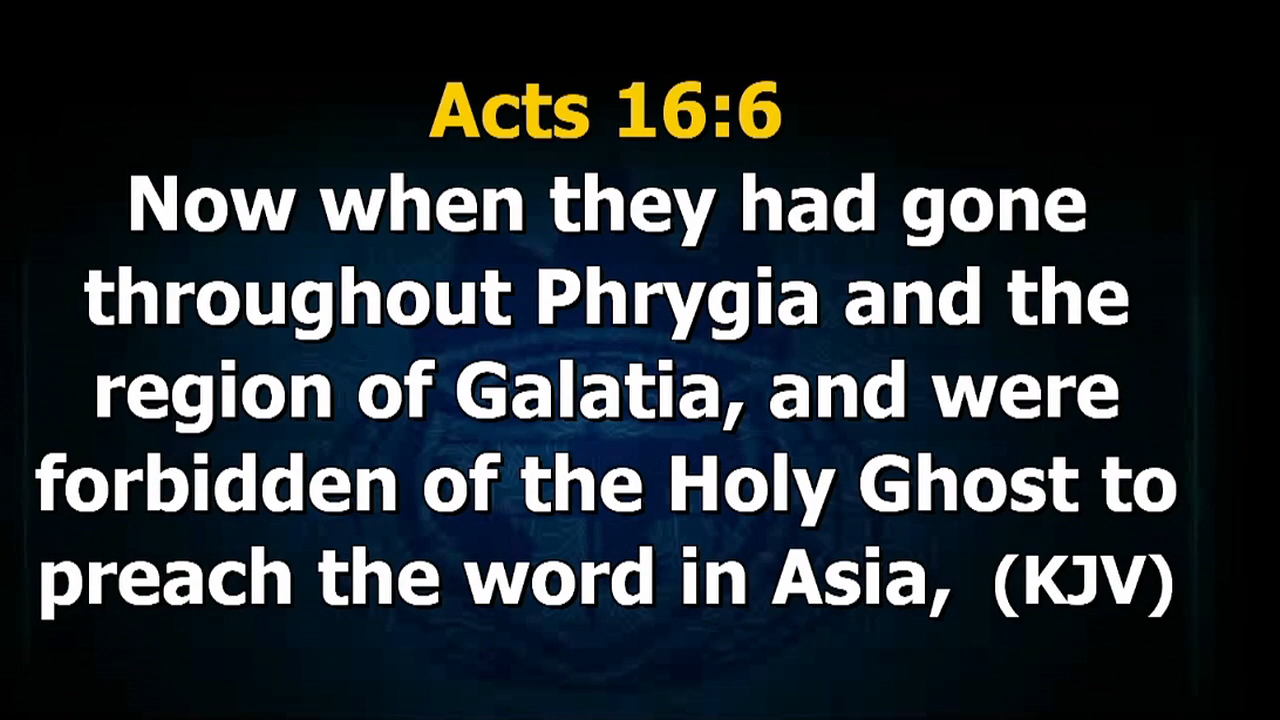 Acts 16:6
Now when they had gone
throughout Phrygia and the
region of Galatia, and were
forbidden of the Holy Ghost to
preach the word in Asia, (KJV)